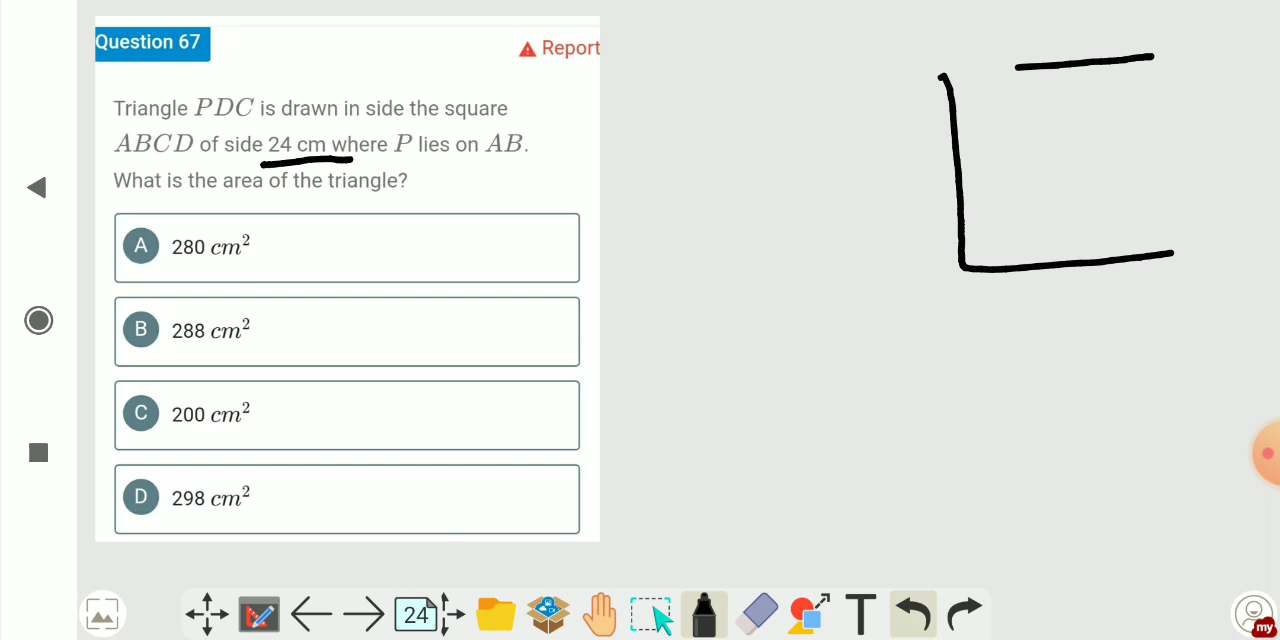 Question 67
Report
Triangle PDC is drawn in side the square
ABCD of side 24 cm where P lies on AB.
What is the area of the triangle?
A 280 cm²
B 288 cm²
C 200 cm²
D 298 cm²
24
T
my